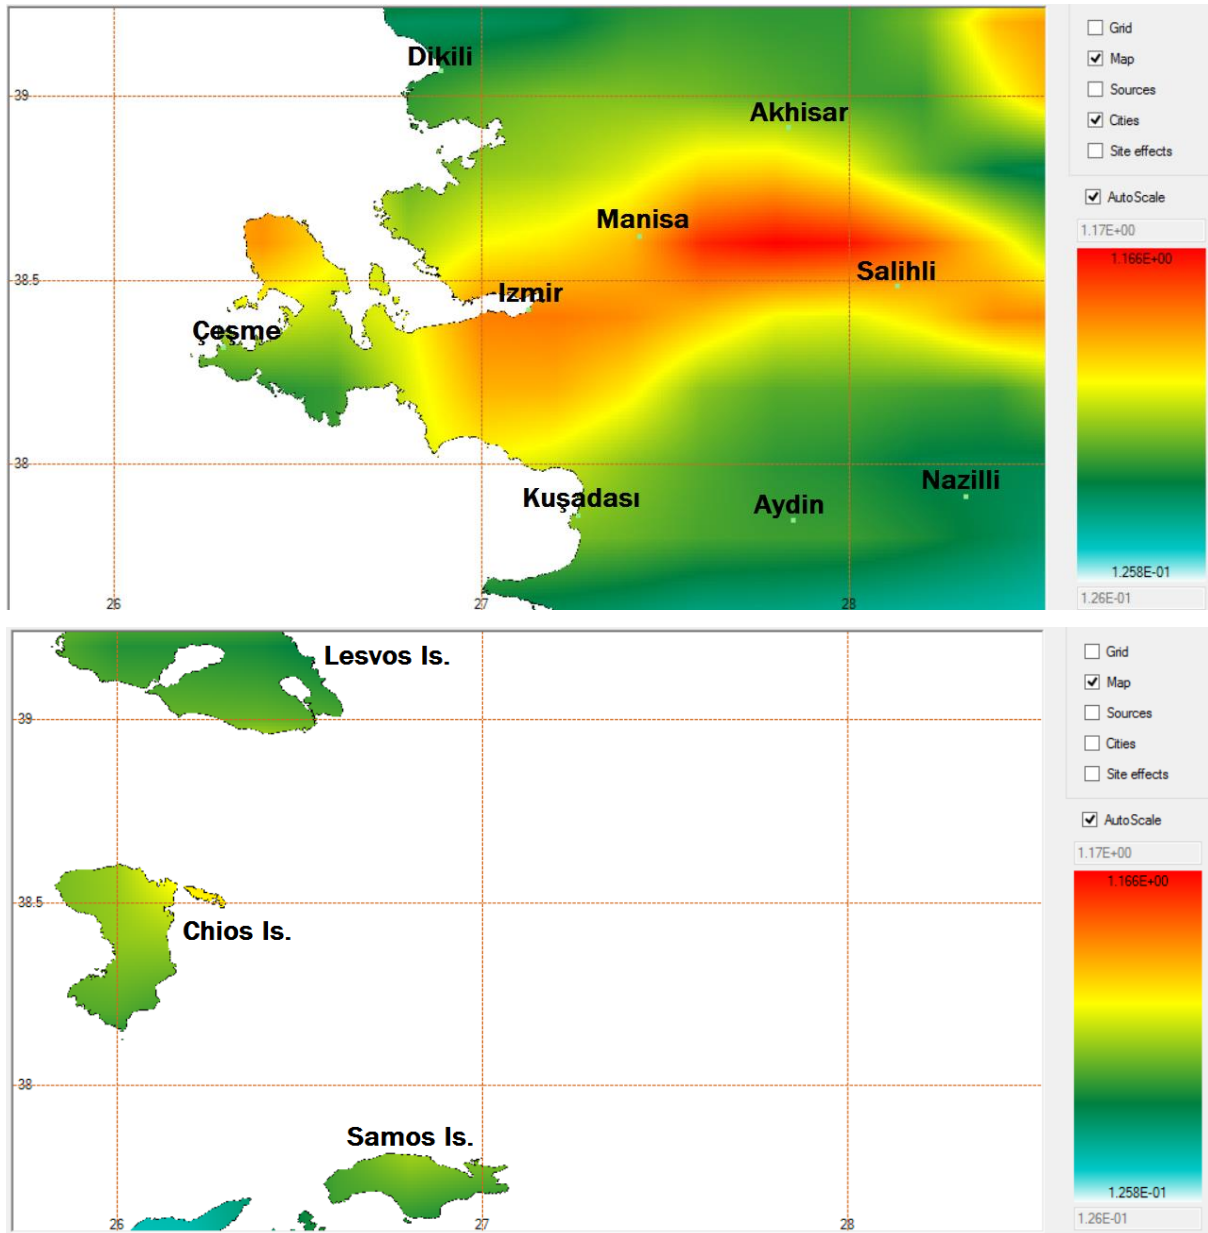 Dikili
39
Akhisar
Manisa
38.5
Salihli
Izmir
Çeşme
38
Nazilli
Kuşadası
Aydin
26
27
28
Grid
Map
Sources
Cities
Site effects
AutoScale
1.17E+00
1.166E+00
1.258E-01
1.26E-01
Lesvos Is.
39
38.5
Chios Is.
38
Samos Is.
26
27
28
Grid
Map
Sources
Cities
Site effects
AutoScale
1.17E+00
1.166E+00
1.258E-01
1.26E-01